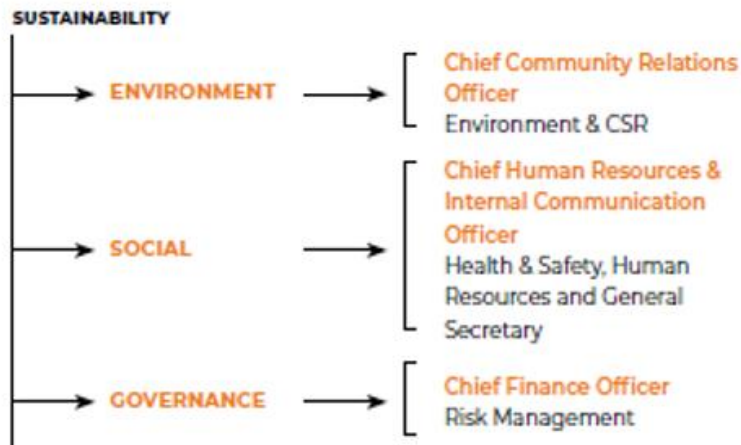 SUSTAINABILITY
ENVIRONMENT
Chief Community Relations
Officer
Environment & CSR
SOCIAL
Chief Human Resources &
Internal Communication
Officer
Health & Safety, Human
Resources and General
Secretary
GOVERNANCE
Chief Finance Officer
Risk Management